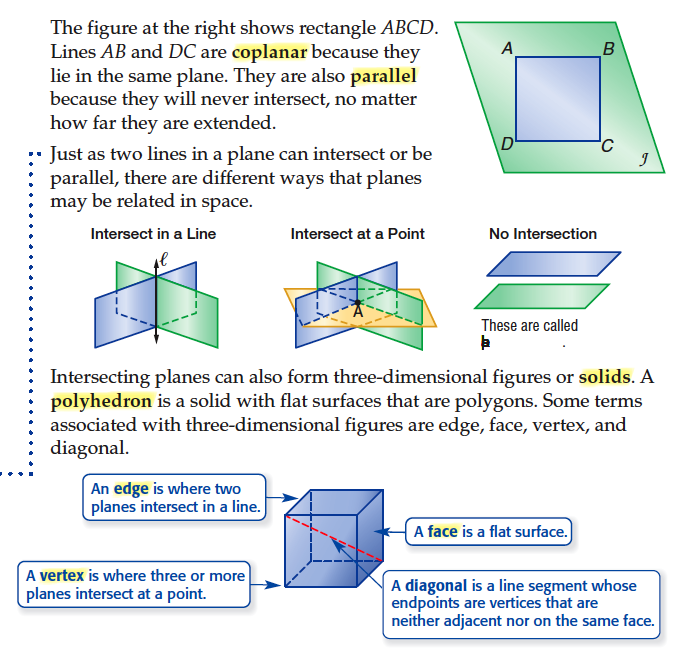 The figure at the right shows rectangle ABCD.
Lines AB and DC are coplanar because they
lie in the same plane. They are also parallel
because they will never intersect, no matter
how far they are extended.
A
B
D
C
𝒥
Just as two lines in a plane can intersect or be
parallel, there are different ways that planes
may be related in space.
Intersect in a Line
ℓ
Intersect at a Point
A
No Intersection
These are called
.
Intersecting planes can also form three-dimensional figures or solids. A
polyhedron is a solid with flat surfaces that are polygons. Some terms
associated with three-dimensional figures are edge, face, vertex, and
diagonal.
An edge is where two
planes intersect in a line.
A face is a flat surface.
A vertex is where three or more
planes intersect at a point.
A diagonal is a line segment whose
endpoints are vertices that are
neither adjacent nor on the same face.